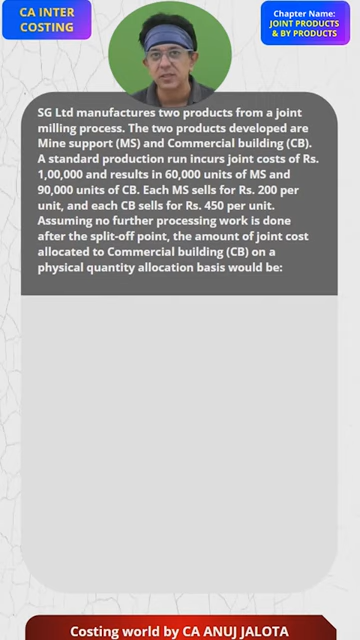 CA INTER
COSTING
Chapter Name:
JOINT PRODUCTS
& BY PRODUCTS
SG Ltd manufactures two products from a joint
milling process. The two products developed are
Mine support (MS) and Commercial building (CB).
A standard production run incurs joint costs of Rs.
1,00,000 and results in 60,000 units of MS and
90,000 units of CB. Each MS sells for Rs. 200 per
unit, and each CB sells for Rs. 450 per unit.
Assuming no further processing work is done
after the split-off point, the amount of joint cost
allocated to Commercial building (CB) on a
physical quantity allocation basis would be:
Costing world by CA ANUJ JALOTA